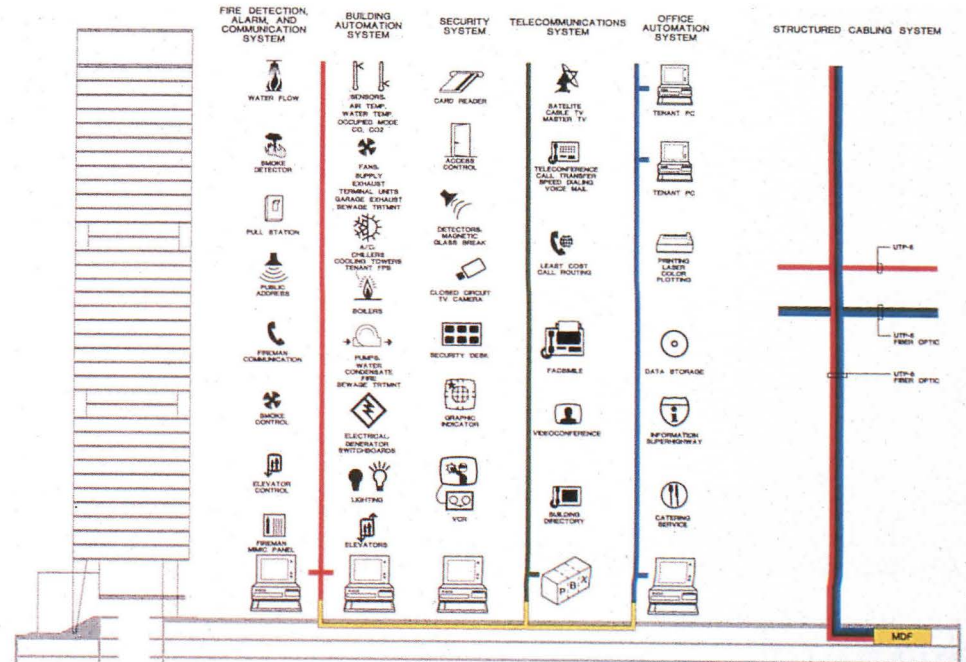 FIRE DETECTION,
ALARM, AND
COMMUNICATION
SYSTEM
WATER FLOW
SMOKE
DETECTOR
PULL STATION
PUBLIC
ADDRESS
FIREMAN
COMMUNICATION
SMOKE
CONTROL
ELEVATOR
CONTROL
FIREMAN
MIMIC PANEL
BUILDING
AUTOMATION
SYSTEM
SENSORS:
AIR TEMP.
WATER TEMP.
OCCUPIED MODE
CO, CO2
FANS:
SUPPLY
EXHAUST
TERMINAL UNITS
GARAGE EXHAUST
SEWAGE TRTMNT
A/C:
CHILLERS
COOLING TOWERS
TENANT FPS
BOILERS
PUMPS:
WATER
CONDENSATE
FIRE
SEWAGE TRTMNT
ELECTRICAL:
GENERATOR
SWITCHBOARDS
LIGHTING
ELEVATORS
SECURITY
SYSTEM
CARD READER
ACCESS
CONTROL
DETECTORS:
MAGNETIC
GLASS BREAK
CLOSED CIRCUIT
TV CAMERA
SECURITY DESK
GRAPHIC
INDICATOR
VCR
TELECOMMUNICATIONS
SYSTEM
SATELITE
CABLE TV
MASTER TV
TELECONFERENCE
CALL TRANSFER
SPEED DIALING
VOICE MAIL
LEAST COST
CALL ROUTING
FACSIMILE
VIDEOCONFERENCE
BUILDING
DIRECTORY
P·B·X
OFFICE
AUTOMATION
SYSTEM
TENANT PC
TENANT PC
PRINTING
LASER
COLOR
PLOTTING
DATA STORAGE
i
INFORMATION
SUPERHIGHWAY
CATERING
SERVICE
STRUCTURED CABLING SYSTEM
UTP-6
UTP-6
FIBER OPTIC
UTP-6
FIBER OPTIC
MDF